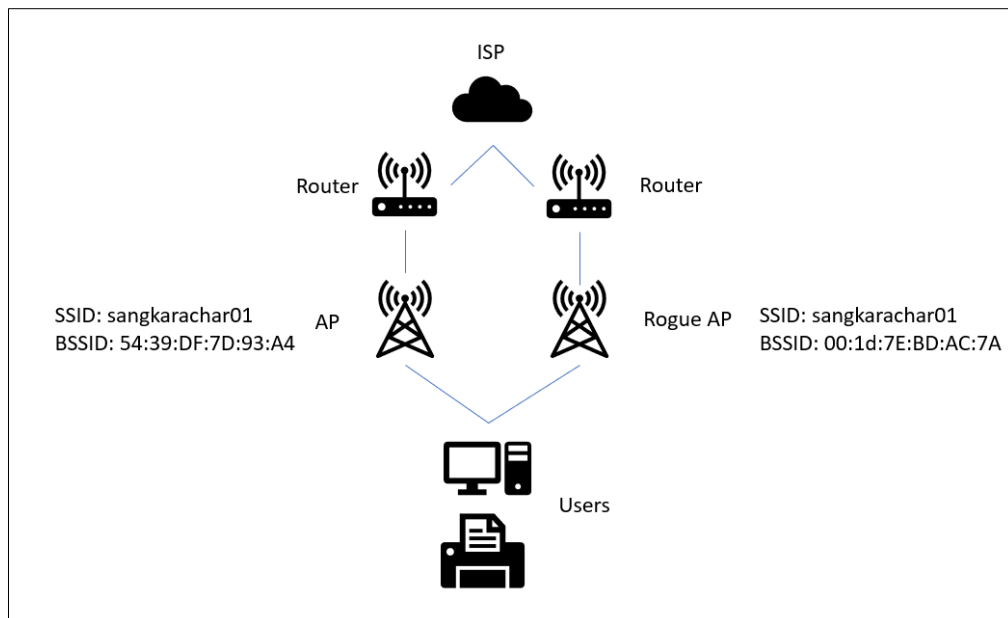 ISP
Router
Router
SSID: sangkarachar01
BSSID: 54:39:DF:7D:93:A4
AP
Rogue AP
SSID: sangkarachar01
BSSID: 00:1d:7E:BD:AC:7A
Users